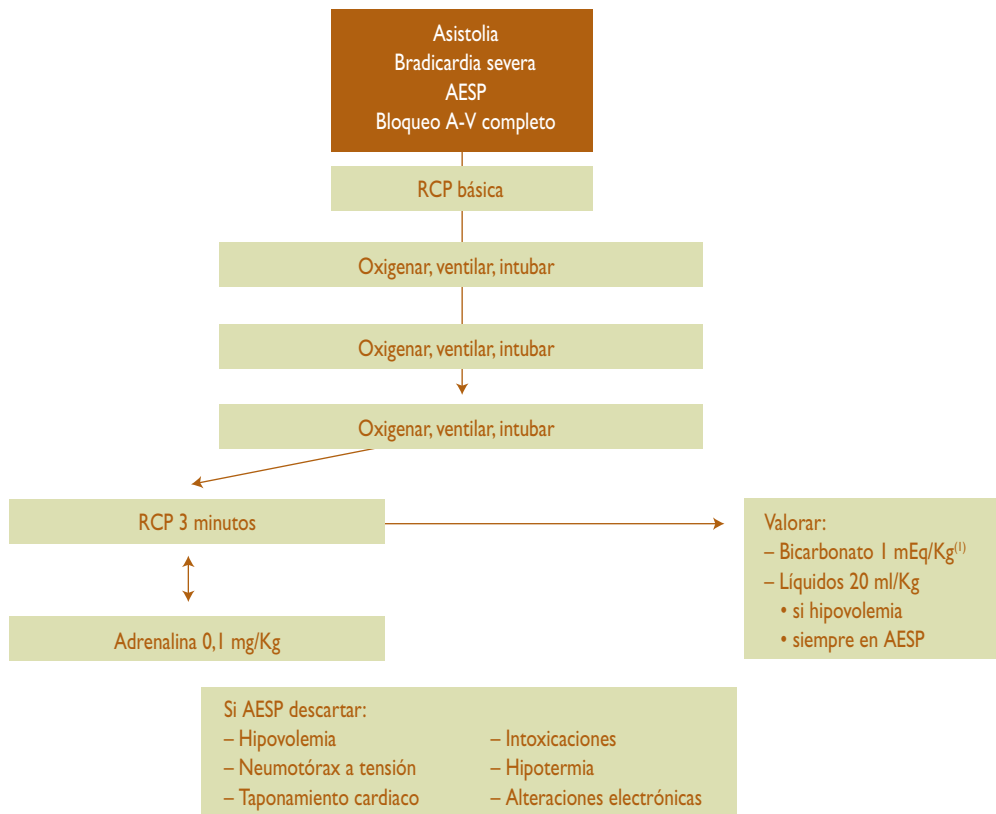 Asistolia
Bradicardia severa
AESP
Bloqueo A-V completo
RCP básica
Oxigenar, ventilar, intubar
Oxigenar, ventilar, intubar
Oxigenar, ventilar, intubar
RCP 3 minutos
Adrenalina 0,1 mg/Kg
Valorar:
– Bicarbonato 1 mEq/Kg(1)
– Líquidos 20 ml/Kg
• si hipovolemia
• siempre en AESP
Si AESP descartar:
– Hipovolemia
– Neumotórax a tensión
– Taponamiento cardiaco
– Intoxicaciones
– Hipotermia
– Alteraciones electrónicas